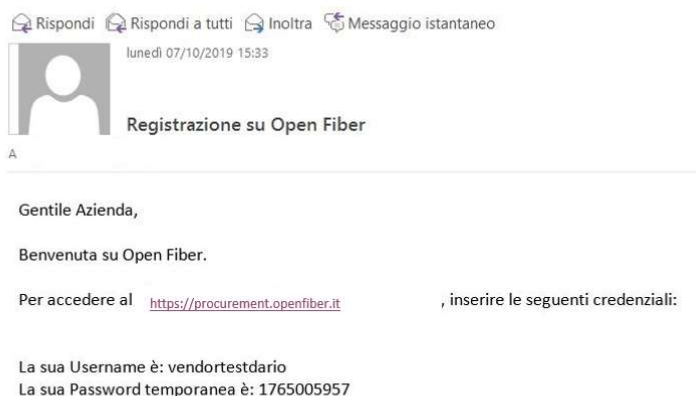 Rispondi Rispondi a tutti Inoltra Messaggio istantaneo
lunedì 07/10/2019 15:33
Registrazione su Open Fiber
A
Gentile Azienda,
Benvenuta su Open Fiber.
Per accedere al https://procurement.openfiber.it , inserire le seguenti credenziali:
La sua Username è: vendortestdario
La sua Password temporanea è: 1765005957